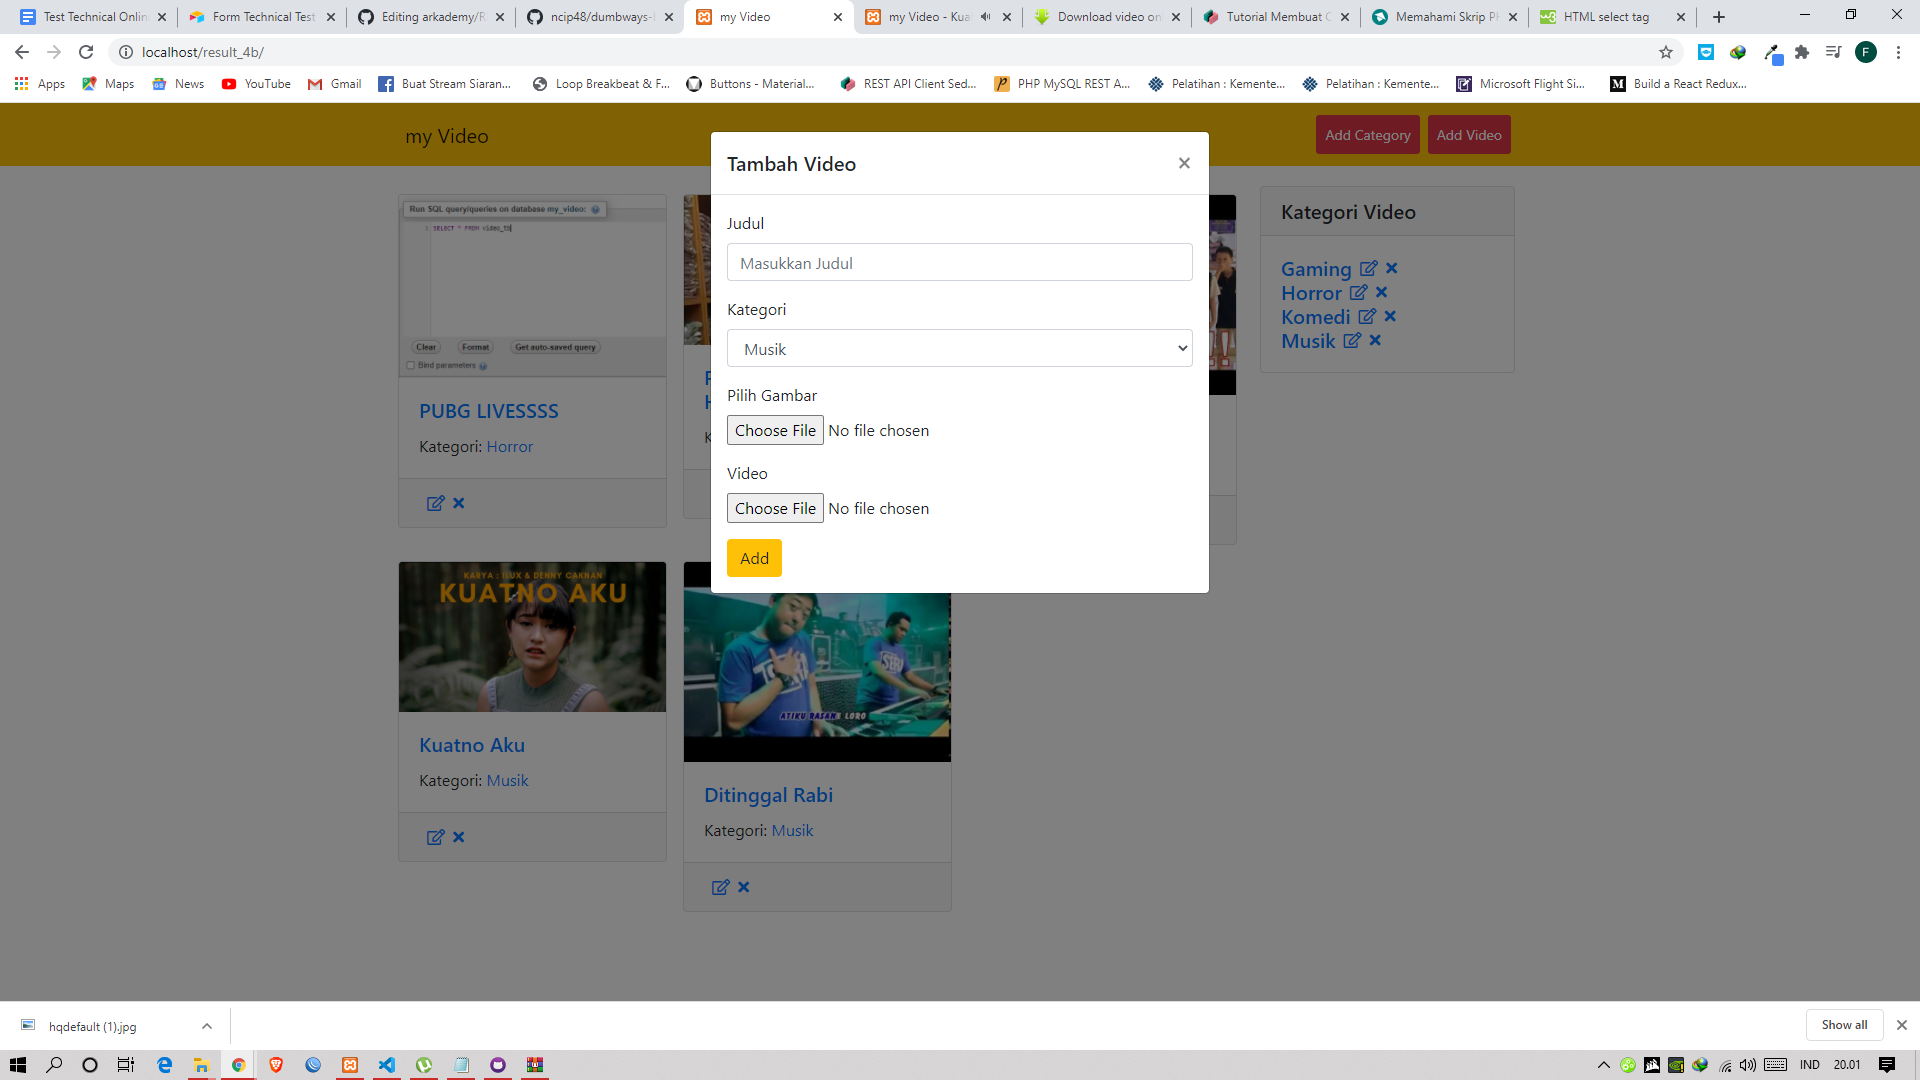 Test Technical Onlin
Form Technical Test
Editing arkademy/R
ncip48/dumbways-
my Video
my Video - Kua
Download video on
Tutorial Membuat C
Memahami Skrip P
HTML select tag
localhost/result_4b/
F
Apps
Maps
News
YouTube
Gmail
Buat Stream Siaran...
Loop Breakbeat & F...
Buttons - Material...
REST API Client Sed...
PHP MySQL REST A...
Pelatihan : Kemente...
Pelatihan : Kemente...
Microsoft Flight Si...
Build a React Redux...
my Video
Add Category
Add Video
Tambah Video
Judul
Masukkan Judul
Kategori
Musik
Pilih Gambar
Choose File No file chosen
Video
Choose File No file chosen
Add
Run SQL query/queries on database my_video:
1 SELECT * FROM video_tb
Clear
Format
Get auto-saved query
Bind parameters
PUBG LIVESSSS
Kategori: Horror
Kategori Video
Gaming
Horror
Komedi
Musik
KARYA : ILUX & DENNY CAKNAN
KUATNO AKU
Kuatno Aku
Kategori: Musik
ATIKU RASANE LORO
Ditinggal Rabi
Kategori: Musik
hqdefault (1).jpg
Show all
IND
20.01